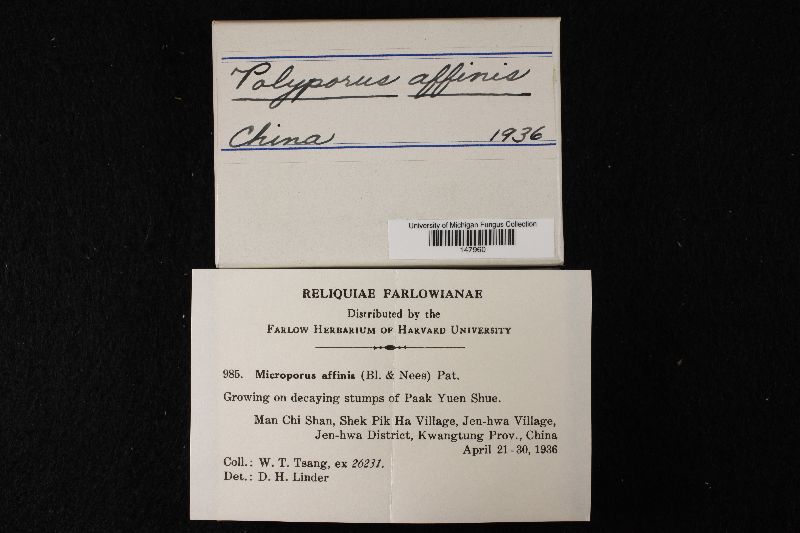 Polyporus affinis
China 1936
University of Michigan Fungus Collection
147960
RELIQUIAE FARLOWIANAE
Distributed by the
FARLOW HERBARIUM OF HARVARD UNIVERSITY
985. Microporus affinis (Bl. & Nees) Pat.
Growing on decaying stumps of Paak Yuen Shue.
Man Chi Shan, Shek Pik Ha Village, Jen-hwa Village,
Jen-hwa District, Kwangtung Prov., China
April 21-30, 1936
Coll.: W. T. Tsang, ex 26231.
Det.: D. H. Linder